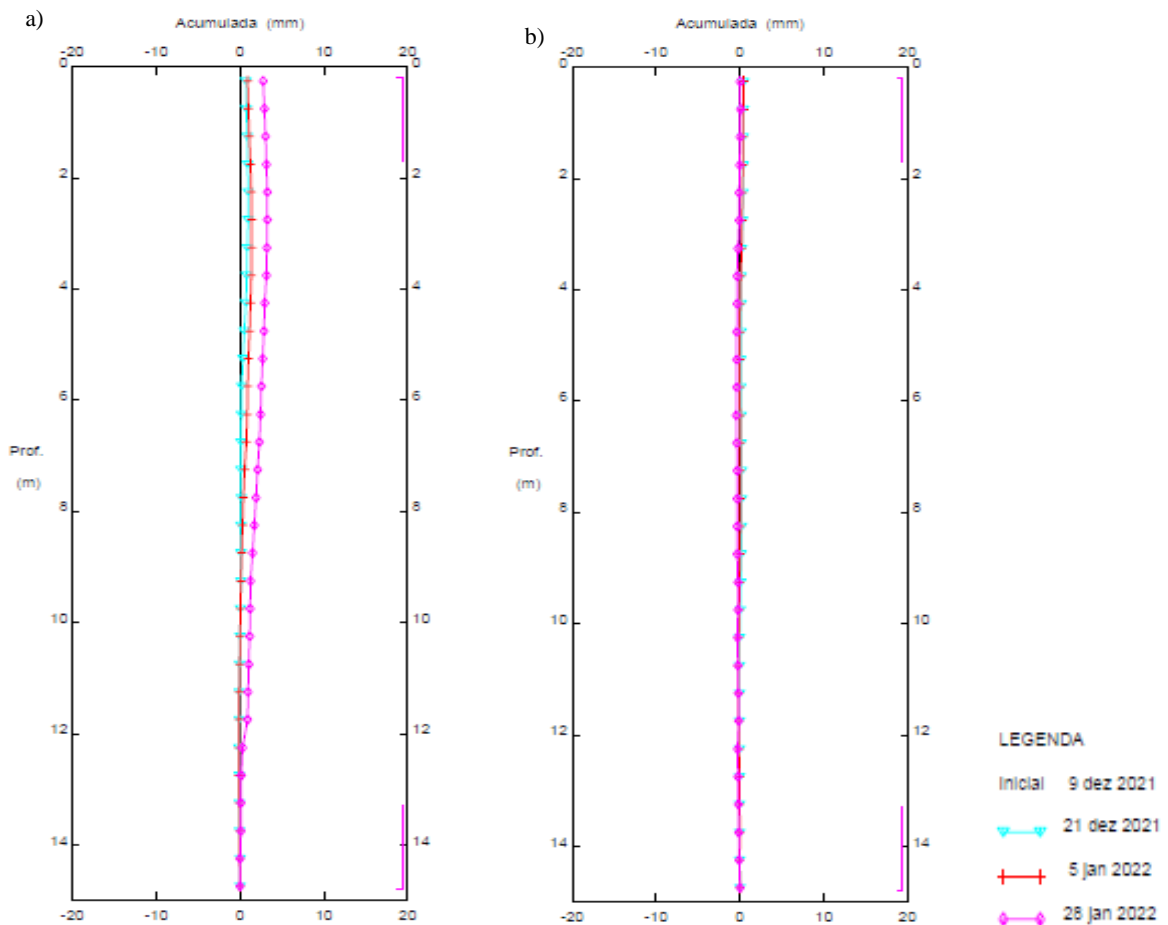 a)
Acumulada (mm)
-20 -10 0 10 20
0 0
2 2
4 4
6 6
Prof.
(m)
8 8
10 10
12 12
14 14
-20 -10 0 10 20
b)
Acumulada (mm)
-20 -10 0 10 20
0 0
2 2
4 4
6 6
Prof.
(m)
8 8
10 10
12 12
14 14
-20 -10 0 10 20
LEGENDA
Inicial 9 dez 2021
21 dez 2021
5 jan 2022
28 jan 2022